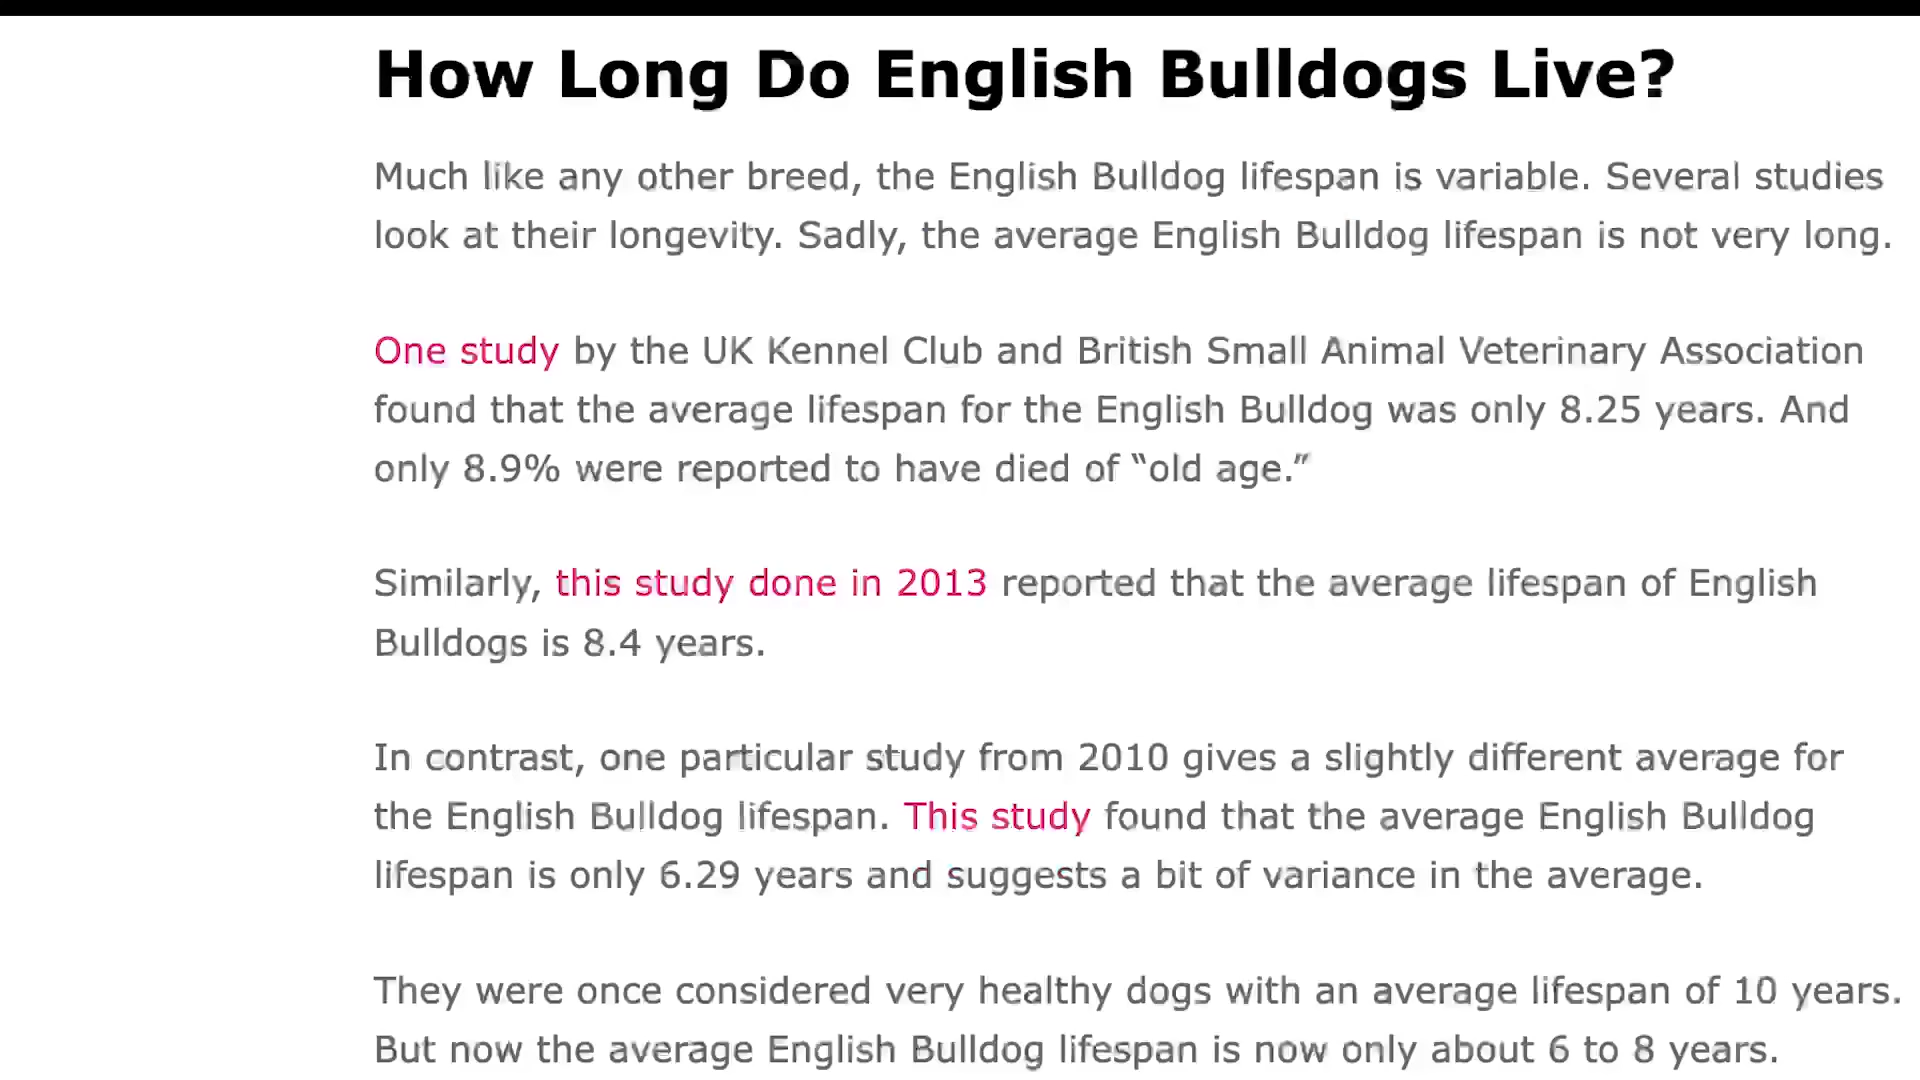 How Long Do English Bulldogs Live?
Much like any other breed, the English Bulldog lifespan is variable. Several studies
look at their longevity. Sadly, the average English Bulldog lifespan is not very long.
One study by the UK Kennel Club and British Small Animal Veterinary Association
found that the average lifespan for the English Bulldog was only 8.25 years. And
only 8.9% were reported to have died of “old age.”
Similarly, this study done in 2013 reported that the average lifespan of English
Bulldogs is 8.4 years.
In contrast, one particular study from 2010 gives a slightly different average for
the English Bulldog lifespan. This study found that the average English Bulldog
lifespan is only 6.29 years and suggests a bit of variance in the average.
They were once considered very healthy dogs with an average lifespan of 10 years.
But now the average English Bulldog lifespan is now only about 6 to 8 years.